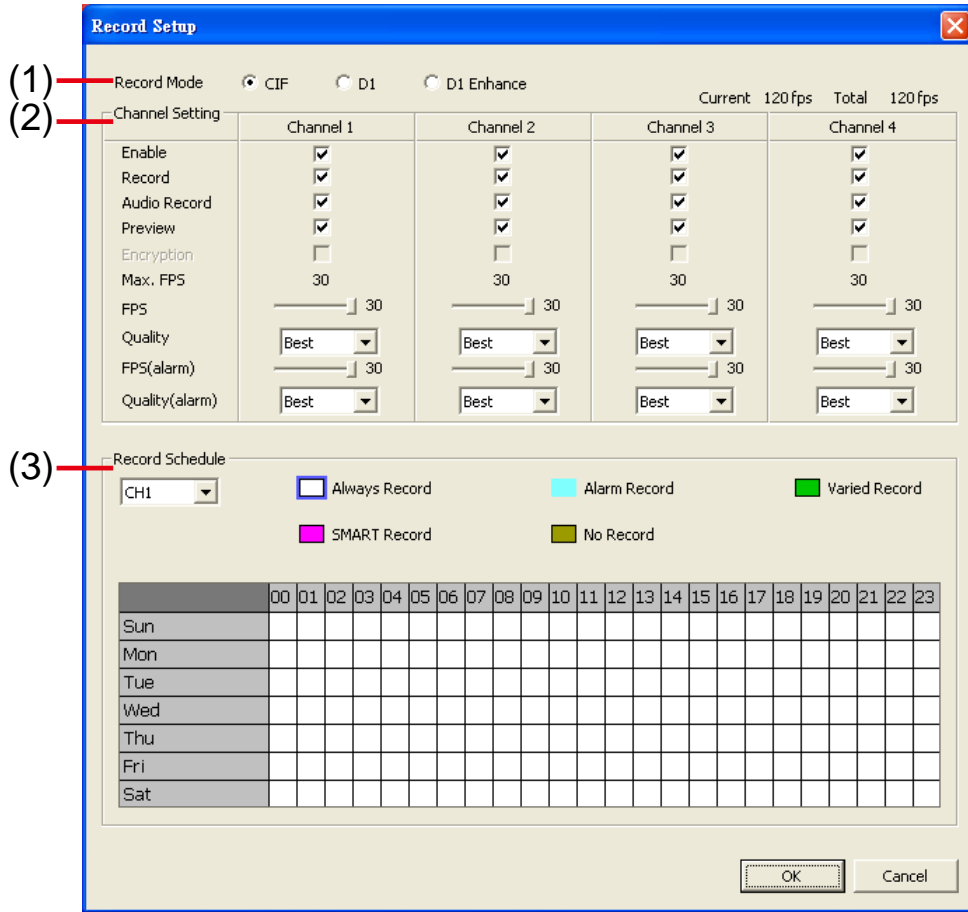 Record Setup
(1) Record Mode CIF D1 D1 Enhance
Current 120 fps Total 120 fps
(2) Channel Setting
Channel 1 Channel 2 Channel 3 Channel 4
Enable
Record
Audio Record
Preview
Encryption
Max. FPS 30 30 30 30
FPS 30 30 30 30
Quality Best Best Best Best
FPS(alarm) 30 30 30 30
Quality(alarm) Best Best Best Best
(3) Record Schedule
CH1 Always Record Alarm Record Varied Record
SMART Record No Record
00 01 02 03 04 05 06 07 08 09 10 11 12 13 14 15 16 17 18 19 20 21 22 23
Sun
Mon
Tue
Wed
Thu
Fri
Sat
OK Cancel